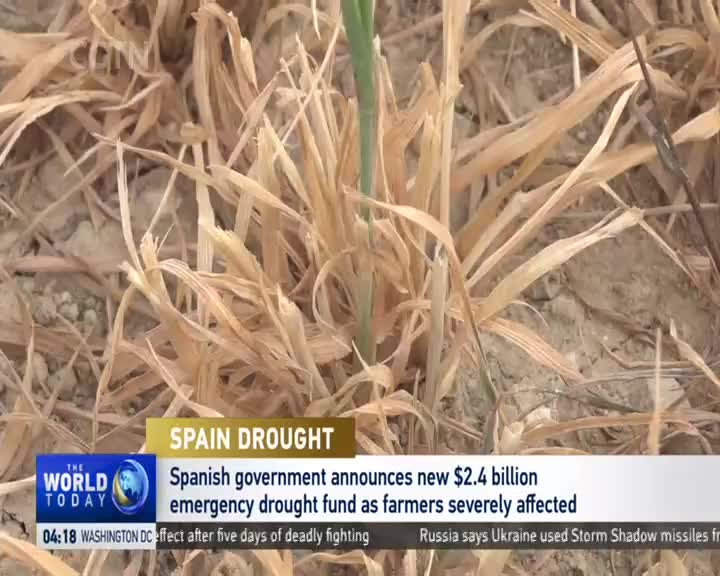 CGTN
SPAIN DROUGHT
Spanish government announces new $2.4 billion
emergency drought fund as farmers severely affected
THE
WORLD
TODAY
04:18 WASHINGTON DC
effect after five days of deadly fighting Russia says Ukraine used Storm Shadow missiles